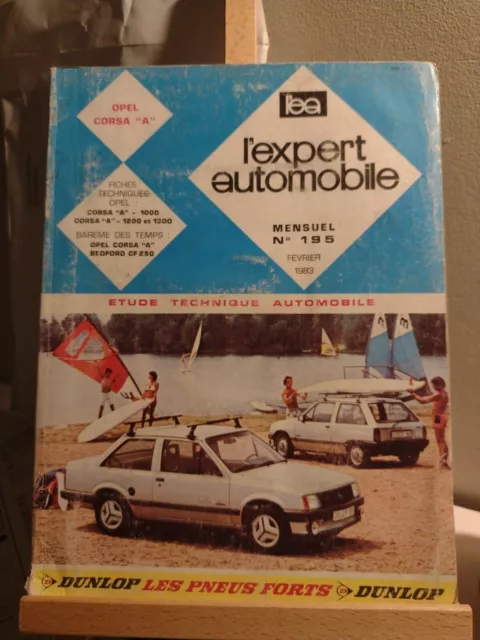 OPEL
CORSA "A"
l'ea
l'expert
automobile
FICHES
TECHNIQUES
OPEL :
CORSA "A" - 1000
CORSA "A" - 1200 et 1300
BAREME DES TEMPS :
OPEL CORSA "A"
BEDFORD CF 250
MENSUEL
N° 195
FEVRIER
1983
ETUDE TECHNIQUE AUTOMOBILE
DUNLOP LES PNEUS FORTS DUNLOP